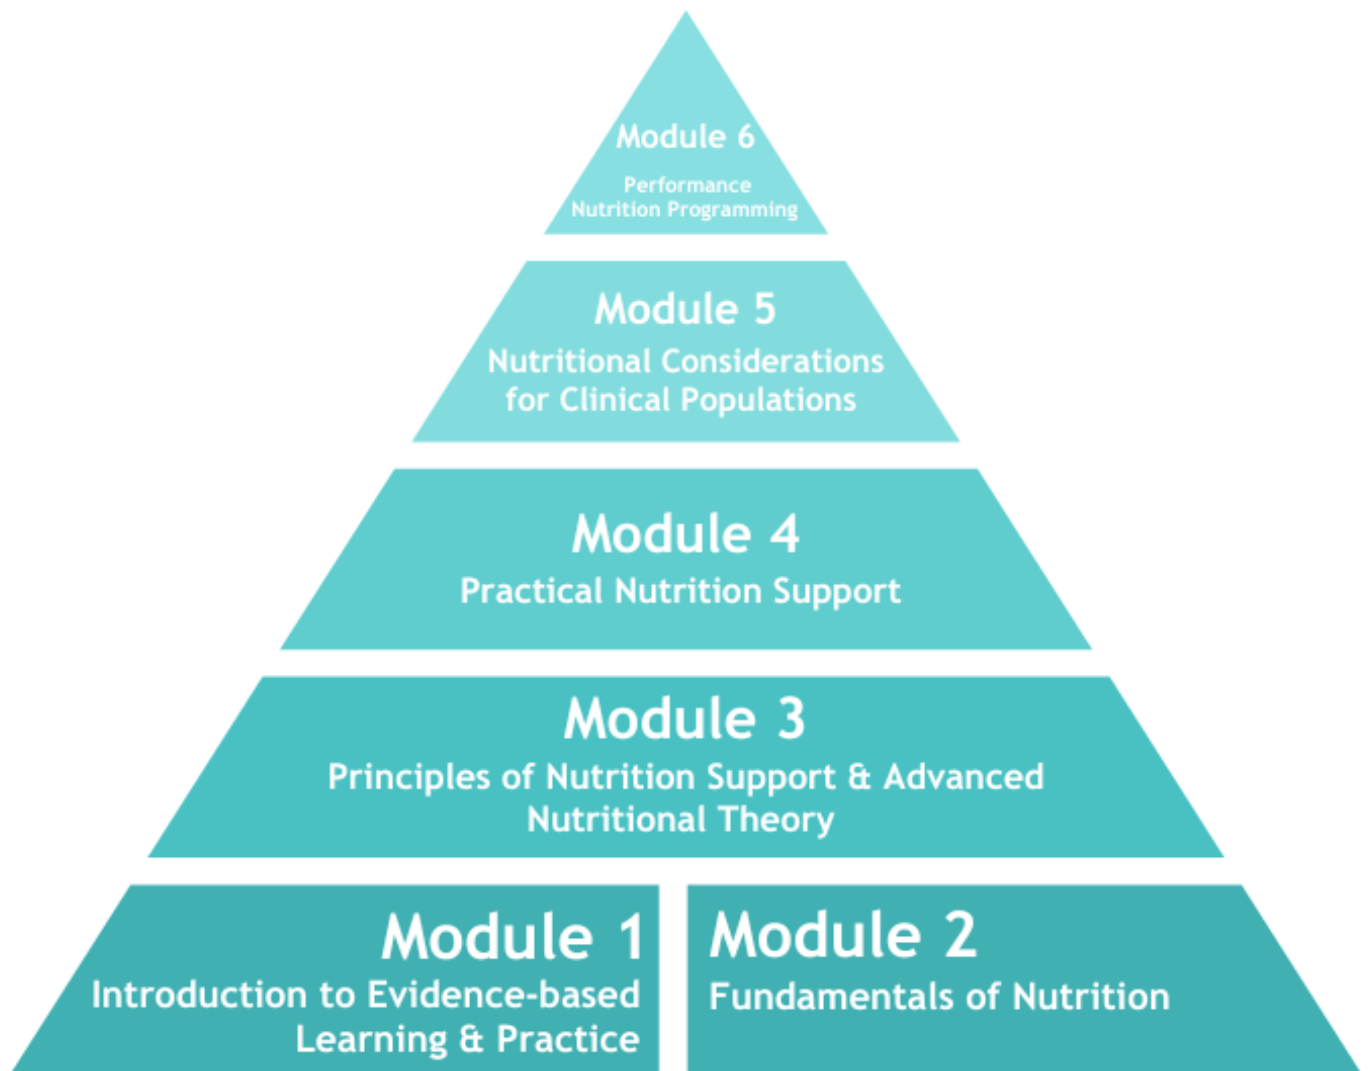 Module 6
Performance
Nutrition Programming
Module 5
Nutritional Considerations
for Clinical Populations
Module 4
Practical Nutrition Support
Module 3
Principles of Nutrition Support & Advanced
Nutritional Theory
Module 1
Introduction to Evidence-based
Learning & Practice
Module 2
Fundamentals of Nutrition